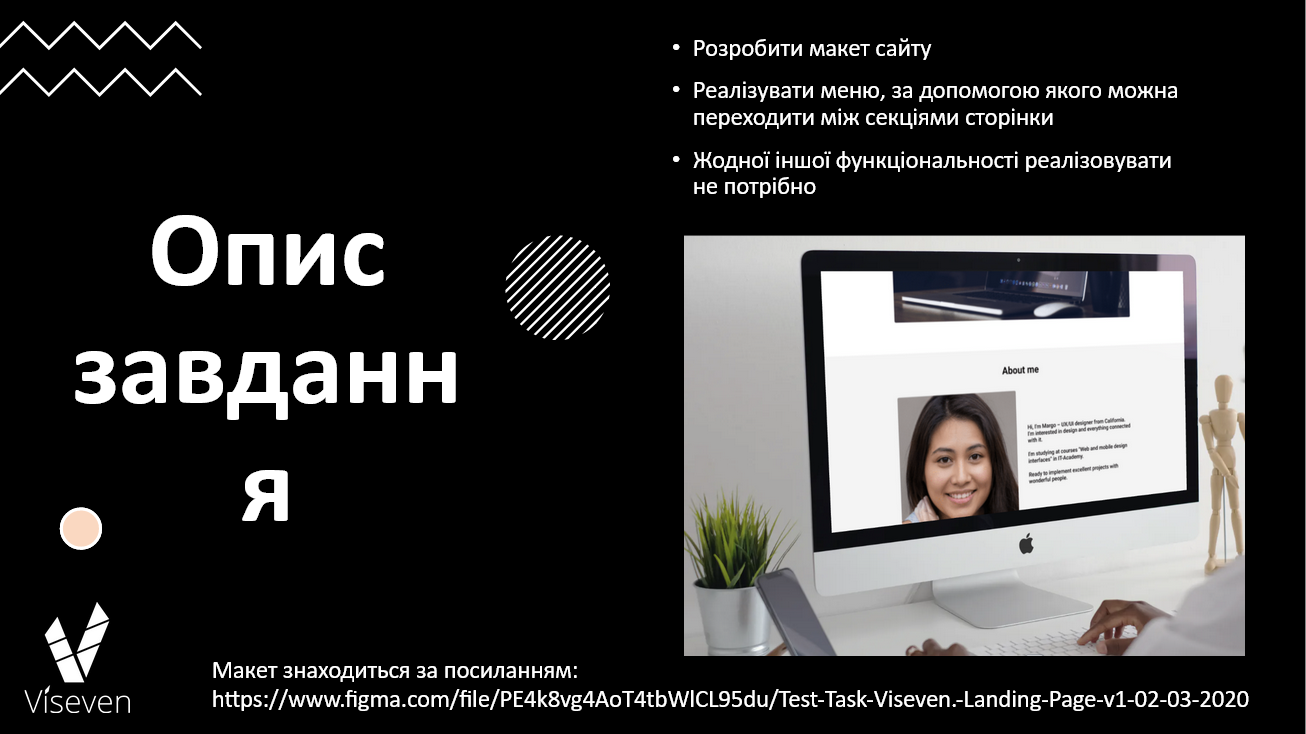 Опис
завданн
я
• Розробити макет сайту
• Реалізувати меню, за допомогою якого можна
переходити між секціями сторінки
• Жодної іншої функціональності реалізовувати
не потрібно
About me
Hi, I'm Margo – UX/UI designer from California.
I'm interested in design and everything connected
with it.
I'm studying at courses "Web and mobile design
interfaces" in IT-Academy.
Ready to implement excellent projects with
wonderful people.
Viseven
Макет знаходиться за посиланням:
https://www.figma.com/file/PE4k8vg4AoT4tbWlCL95du/Test-Task-Viseven.-Landing-Page-v1-02-03-2020